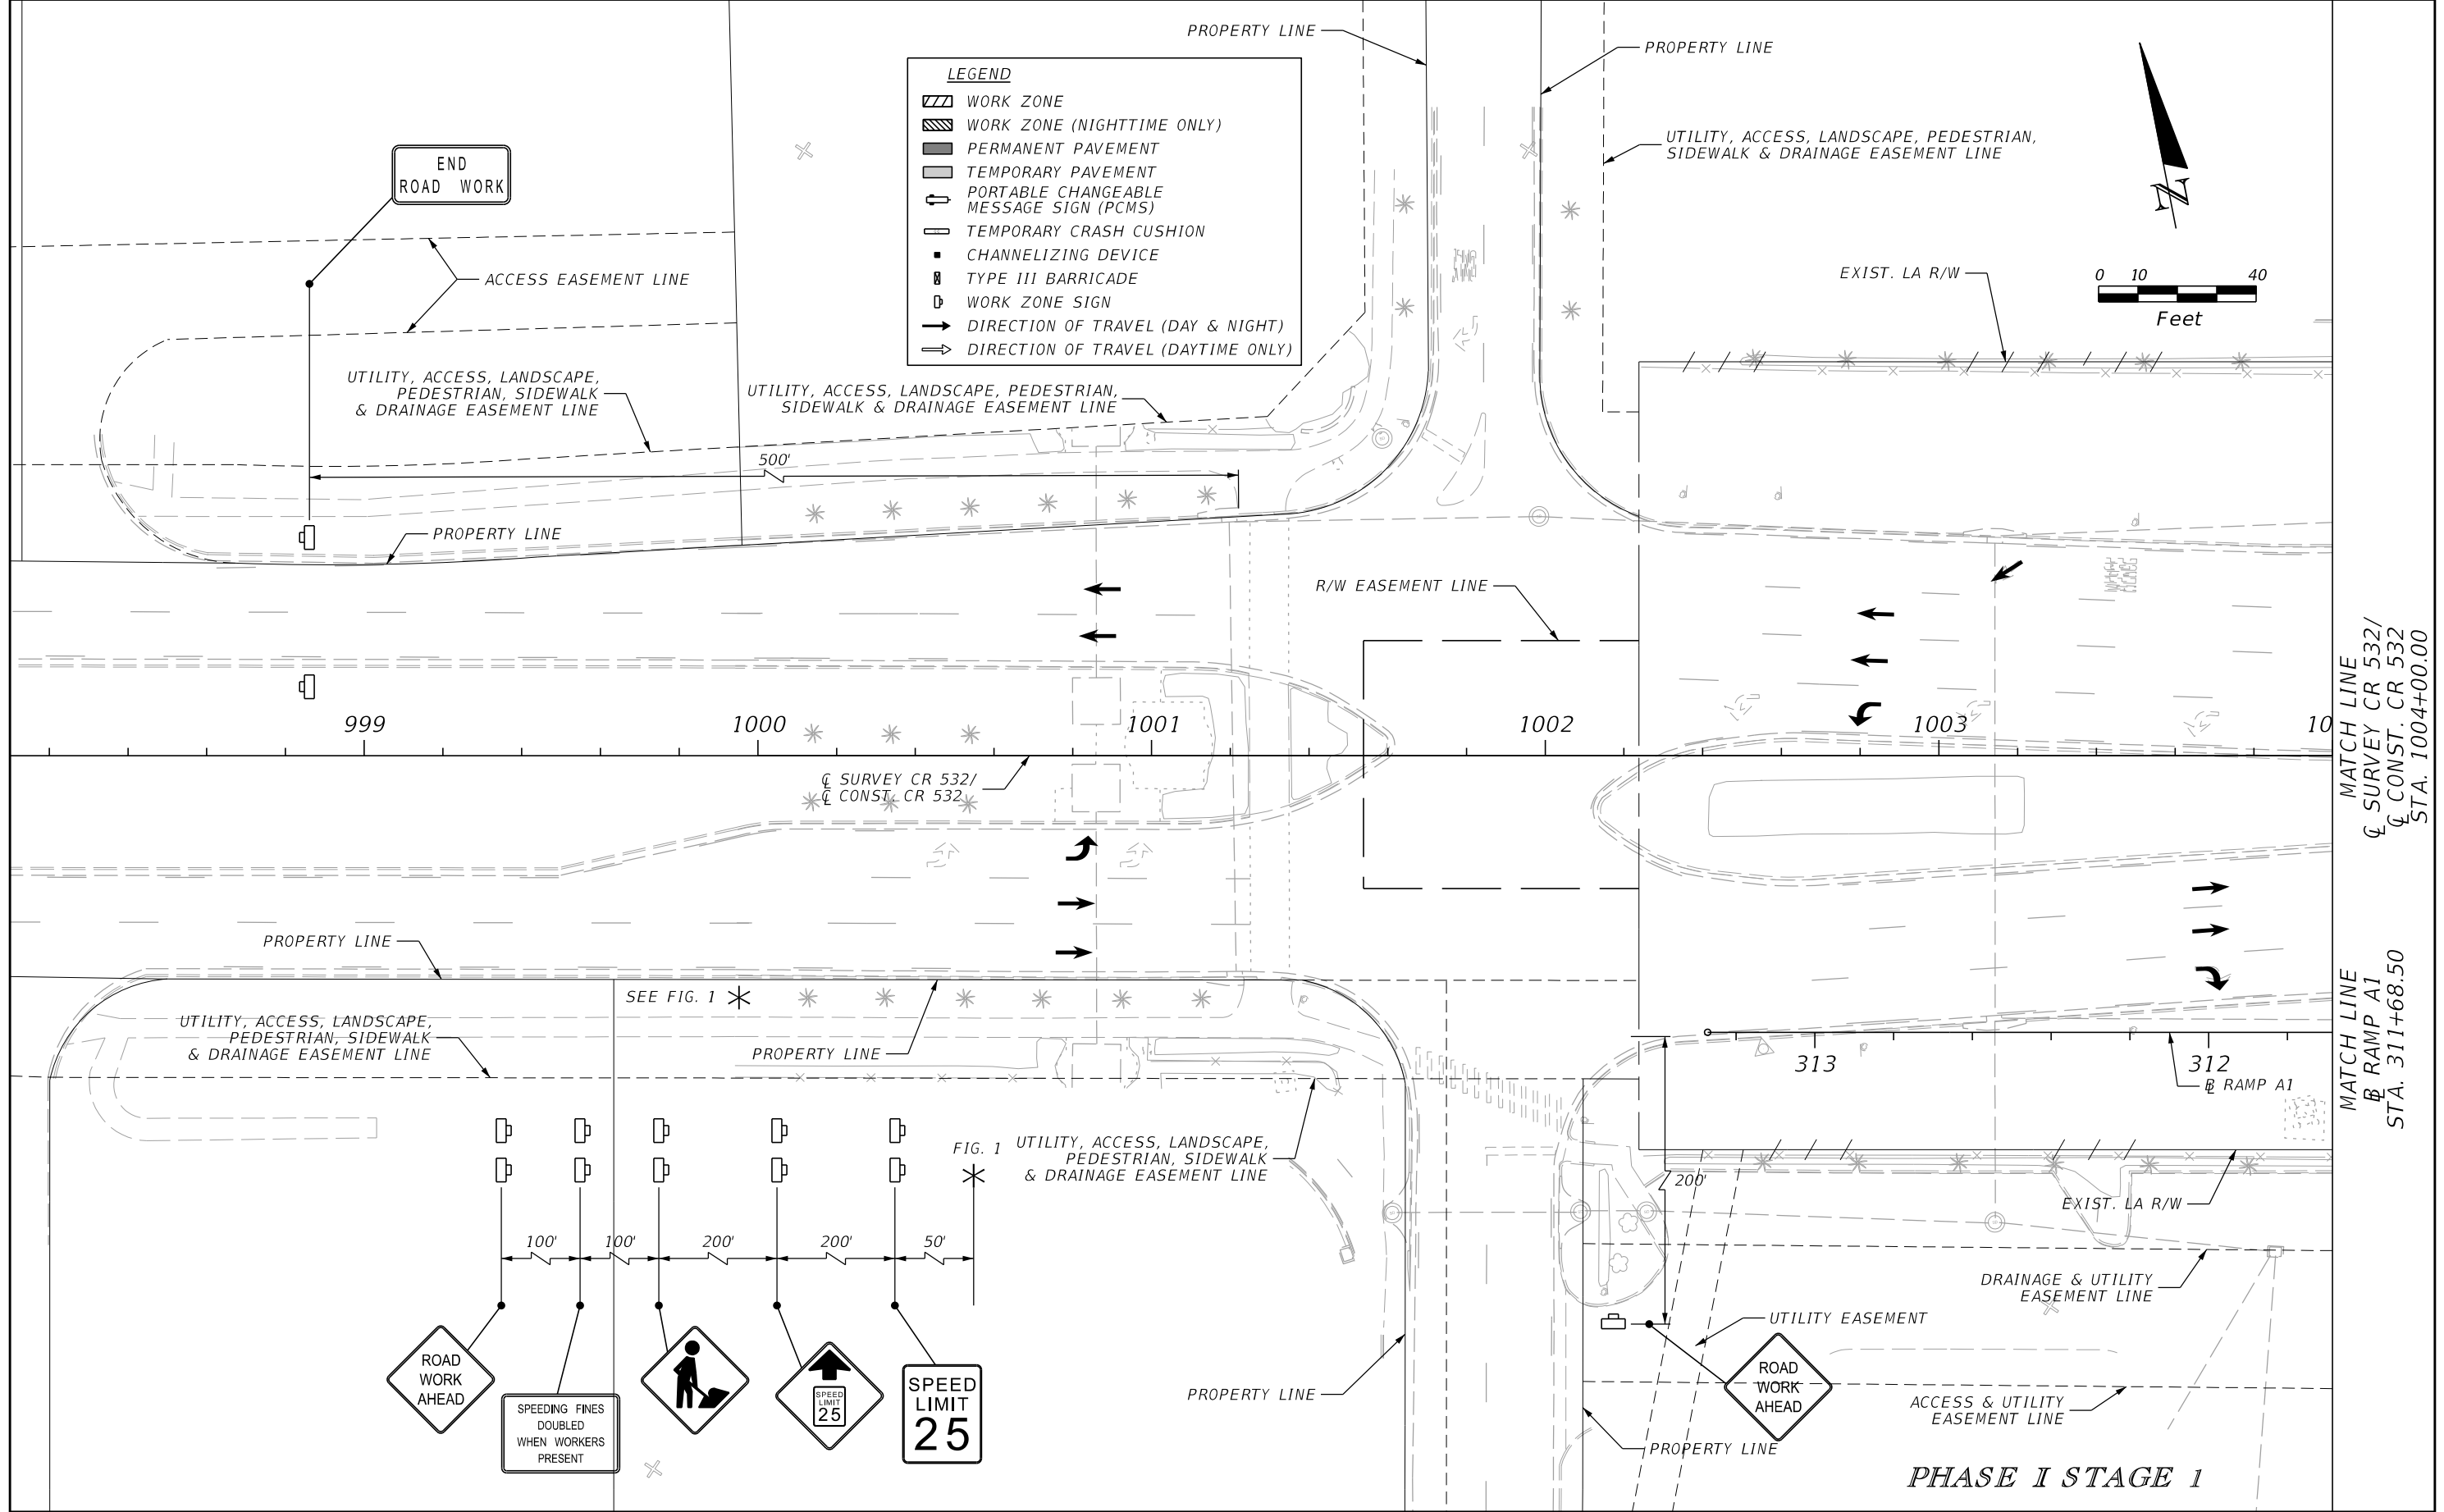 PROPERTY LINE
PROPERTY LINE
LEGEND
WORK ZONE
WORK ZONE (NIGHTTIME ONLY)
PERMANENT PAVEMENT
TEMPORARY PAVEMENT
PORTABLE CHANGEABLE
MESSAGE SIGN (PCMS)
TEMPORARY CRASH CUSHION
CHANNELIZING DEVICE
TYPE III BARRICADE
WORK ZONE SIGN
DIRECTION OF TRAVEL (DAY & NIGHT)
DIRECTION OF TRAVEL (DAYTIME ONLY)
UTILITY, ACCESS, LANDSCAPE, PEDESTRIAN,
SIDEWALK & DRAINAGE EASEMENT LINE
N
END
ROAD WORK
ACCESS EASEMENT LINE
EXIST. LA R/W
0 10 40
Feet
UTILITY, ACCESS, LANDSCAPE,
PEDESTRIAN, SIDEWALK
& DRAINAGE EASEMENT LINE
UTILITY, ACCESS, LANDSCAPE, PEDESTRIAN,
SIDEWALK & DRAINAGE EASEMENT LINE
500'
PROPERTY LINE
R/W EASEMENT LINE
999
1000
1001
1002
1003
10
℄ SURVEY CR 532/
℄ CONST. CR 532
MATCH LINE
℄ SURVEY CR 532/
℄ CONST. CR 532
STA. 1004+00.00
PROPERTY LINE
SEE FIG. 1
UTILITY, ACCESS, LANDSCAPE,
PEDESTRIAN, SIDEWALK
& DRAINAGE EASEMENT LINE
PROPERTY LINE
313
312
BL RAMP A1
MATCH LINE
BL RAMP A1
STA. 311+68.50
FIG. 1
UTILITY, ACCESS, LANDSCAPE,
PEDESTRIAN, SIDEWALK
& DRAINAGE EASEMENT LINE
200'
EXIST. LA R/W
100'
100'
200'
200'
50'
DRAINAGE & UTILITY
EASEMENT LINE
UTILITY EASEMENT
ROAD
WORK
AHEAD
SPEEDING FINES
DOUBLED
WHEN WORKERS
PRESENT
SPEED
LIMIT
25
SPEED
LIMIT
25
PROPERTY LINE
ROAD
WORK
AHEAD
ACCESS & UTILITY
EASEMENT LINE
PROPERTY LINE
PHASE I STAGE 1